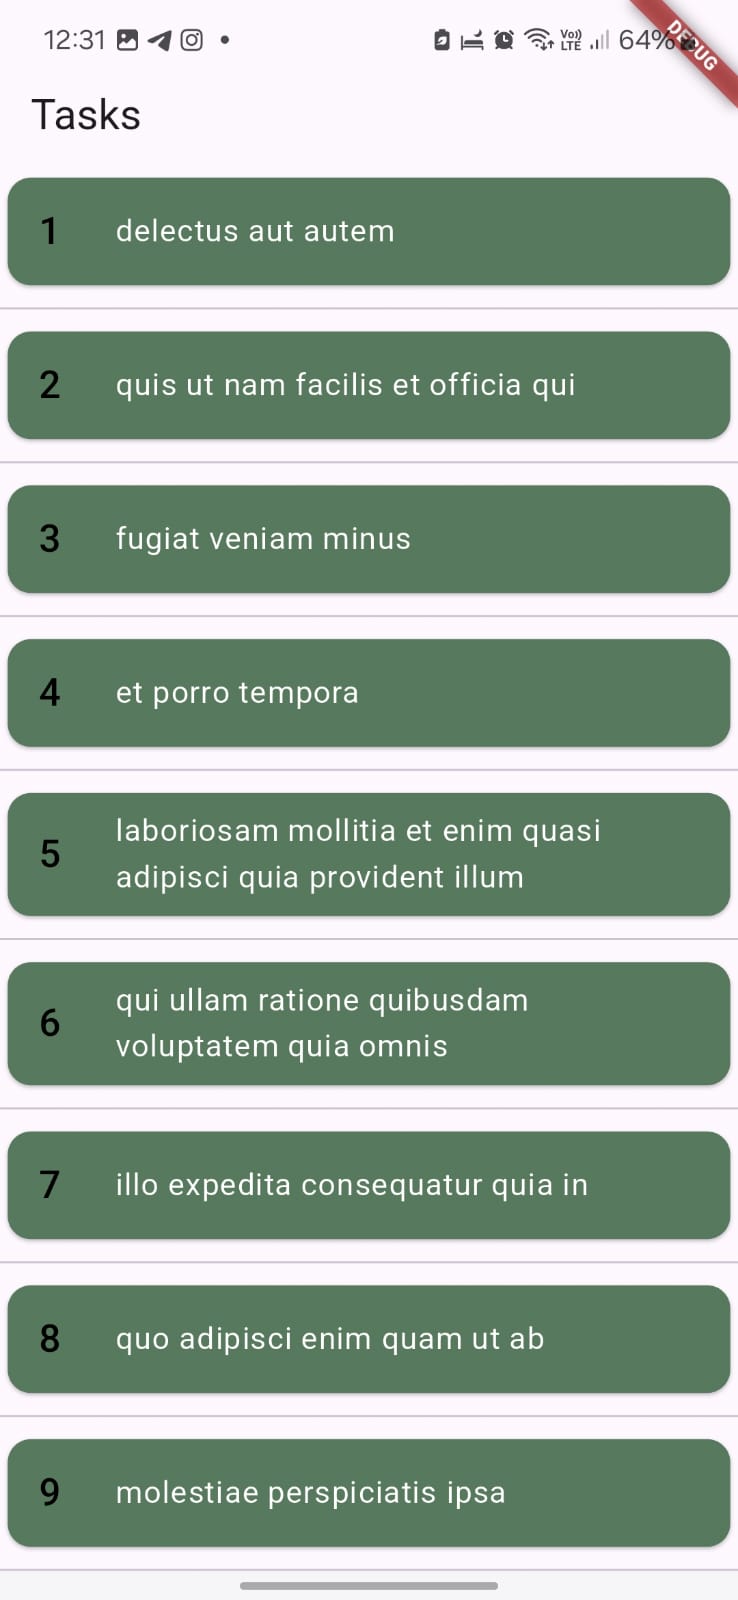 12:31
Vo))
LTE
64%
DEBUG
Tasks
1 delectus aut autem
2 quis ut nam facilis et officia qui
3 fugiat veniam minus
4 et porro tempora
5 laboriosam mollitia et enim quasi
adipisci quia provident illum
6 qui ullam ratione quibusdam
voluptatem quia omnis
7 illo expedita consequatur quia in
8 quo adipisci enim quam ut ab
9 molestiae perspiciatis ipsa